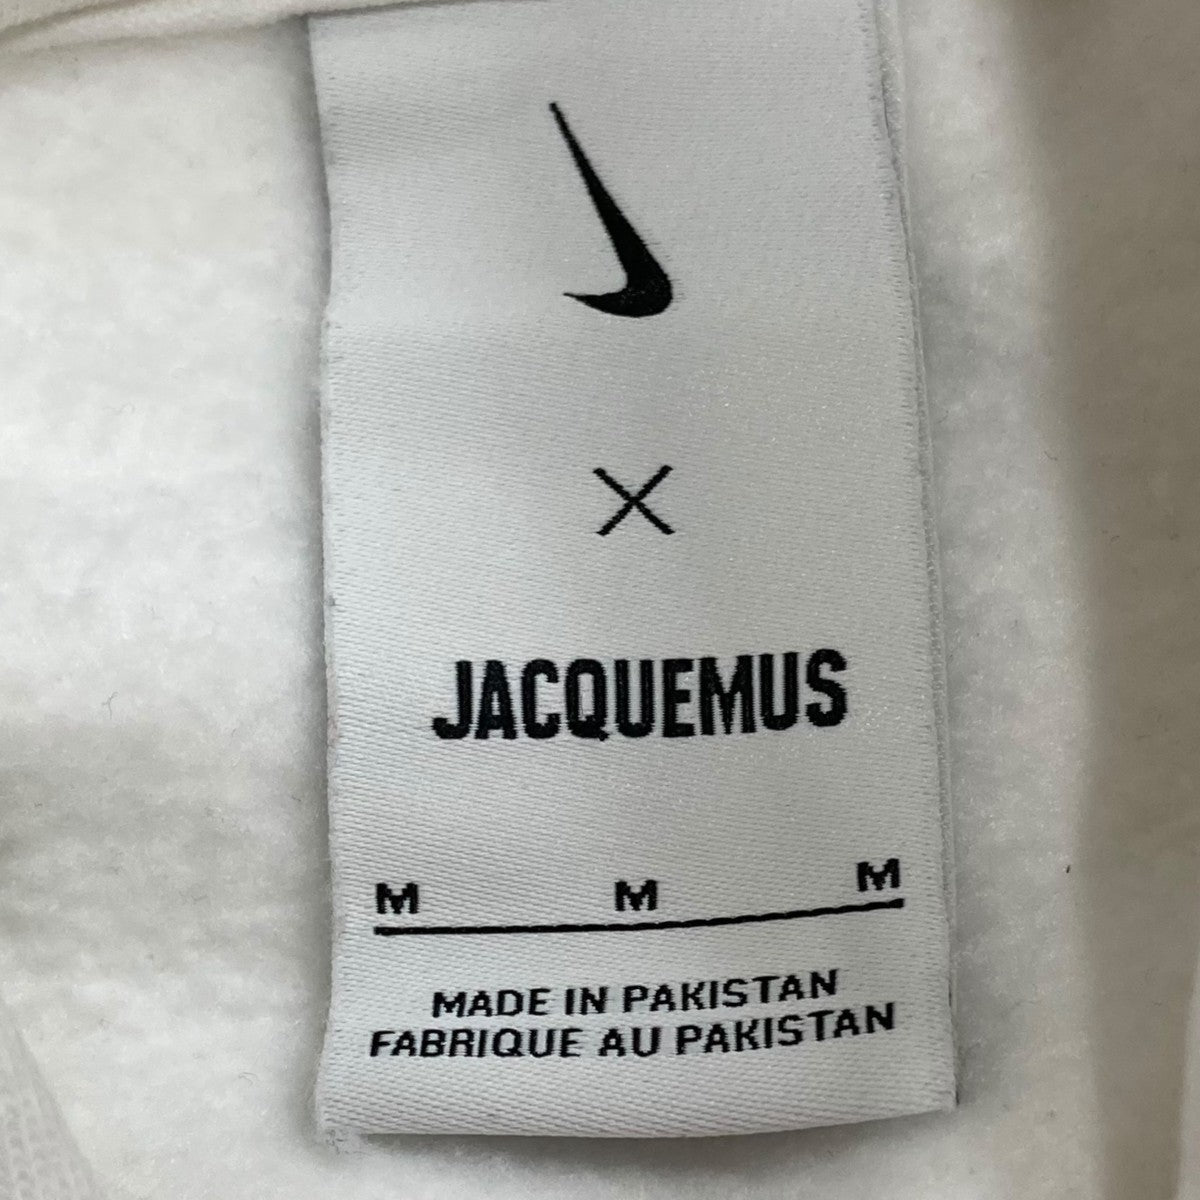 ×
JACQUEMUS
M M M
MADE IN PAKISTAN
FABRIQUE AU PAKISTAN